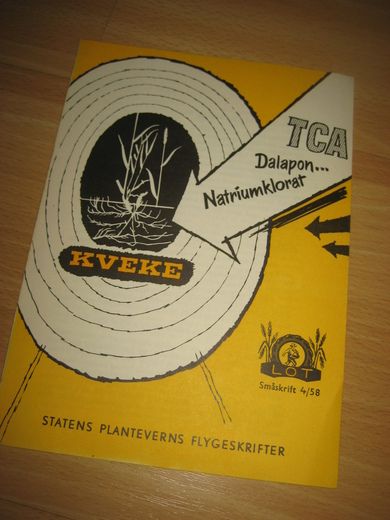 TCA
Dalapon...
Natriumklorat
KVEKE
LOT
Småskrift 4/58
STATENS PLANTEVERNS FLYGESKRIFTER